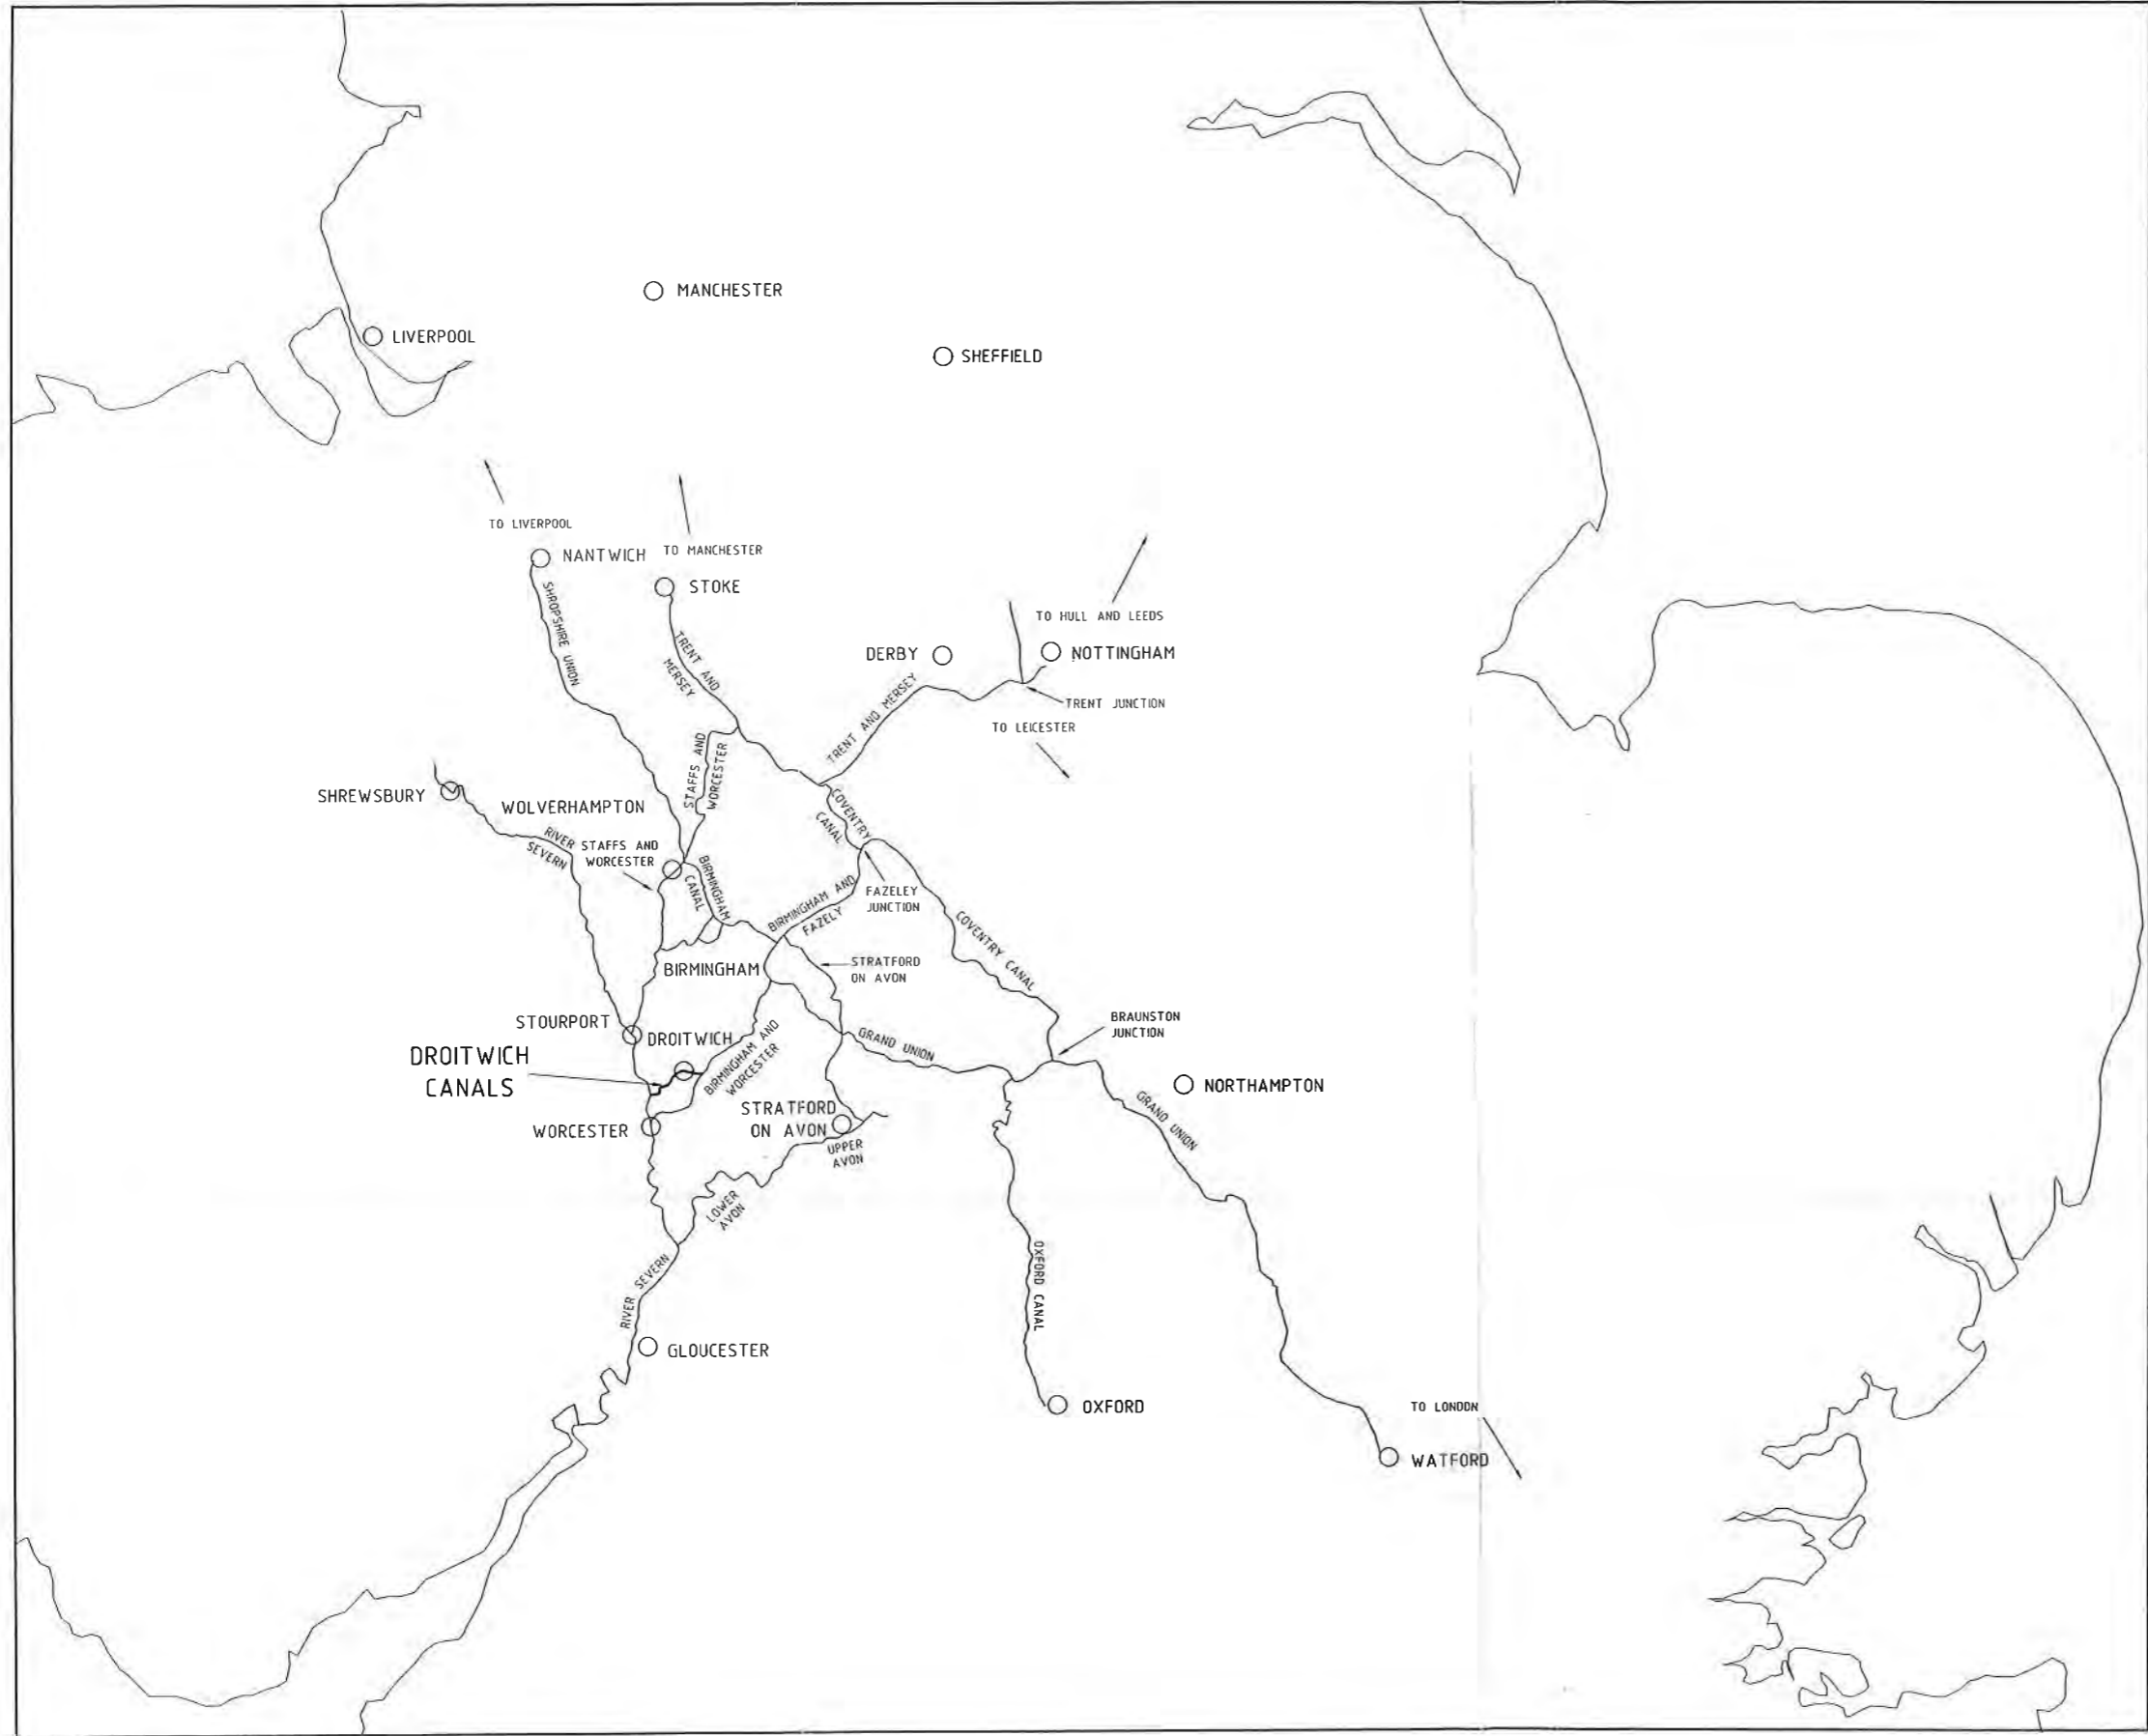 MANCHESTER
LIVERPOOL
SHEFFIELD
TO LIVERPOOL
NANTWICH
TO MANCHESTER
STOKE
SHROPSHIRE UNION
TRENT AND
MERSEY
TO HULL AND LEEDS
DERBY
NOTTINGHAM
TRENT AND MERSEY
TRENT JUNCTION
TO LEICESTER
STAFFS AND
WORCESTER
SHREWSBURY
WOLVERHAMPTON
RIVER
SEVERN
STAFFS AND
WORCESTER
COVENTRY
CANAL
BIRMINGHAM
CANAL
BIRMINGHAM AND
FAZELY
FAZELEY
JUNCTION
COVENTRY CANAL
BIRMINGHAM
STRATFORD
ON AVON
STOURPORT
DROITWICH
BRAUNSTON
JUNCTION
GRAND UNION
DROITWICH
CANALS
BIRMINGHAM AND
WORCESTER
NORTHAMPTON
GRAND UNION
STRATFORD
ON AVON
WORCESTER
UPPER
AVON
LOWER
AVON
RIVER SEVERN
OXFORD CANAL
GLOUCESTER
OXFORD
TO LONDON
WATFORD